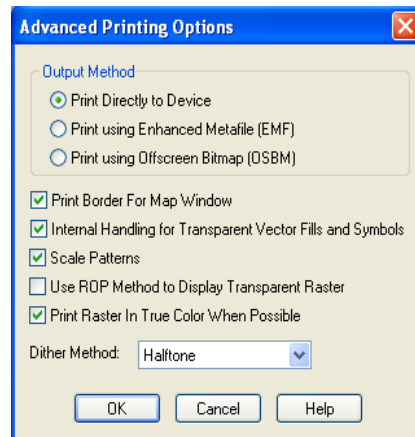 Advanced Printing Options
Output Method
Print Directly to Device
Print using Enhanced Metafile (EMF)
Print using Offscreen Bitmap (OSBM)
Print Border For Map Window
Internal Handling for Transparent Vector Fills and Symbols
Scale Patterns
Use ROP Method to Display Transparent Raster
Print Raster In True Color When Possible
Dither Method: Halftone
OK Cancel Help